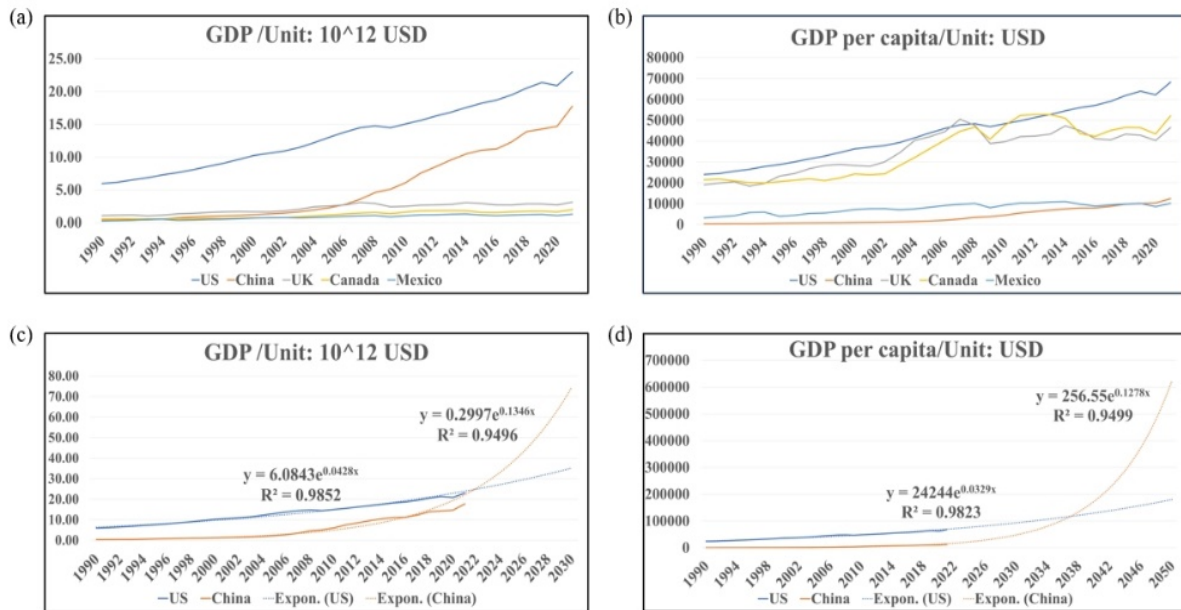 (a)
GDP /Unit: 10^12 USD
25.00
20.00
15.00
10.00
5.00
0.00
1990 1992 1994 1996 1998 2000 2002 2004 2006 2008 2010 2012 2014 2016 2018 2020
US China UK Canada Mexico
(b)
GDP per capita/Unit: USD
80000
70000
60000
50000
40000
30000
20000
10000
0
1990 1992 1994 1996 1998 2000 2002 2004 2006 2008 2010 2012 2014 2016 2018 2020
US China UK Canada Mexico
(c)
GDP /Unit: 10^12 USD
80.00
70.00
60.00
50.00
40.00
30.00
20.00
10.00
0.00
y = 0.2997e^0.1346x
R² = 0.9496
y = 6.0843e^0.0428x
R² = 0.9852
1990 1992 1994 1996 1998 2000 2002 2004 2006 2008 2010 2012 2014 2016 2018 2020 2022 2024 2026 2028 2030
US China Expon. (US) Expon. (China)
(d)
GDP per capita/Unit: USD
700000
600000
500000
400000
300000
200000
100000
0
y = 256.55e^0.1278x
R² = 0.9499
y = 24244e^0.0329x
R² = 0.9823
1990 1994 1998 2002 2006 2010 2014 2018 2022 2026 2030 2034 2038 2042 2046 2050
US China Expon. (US) Expon. (China)